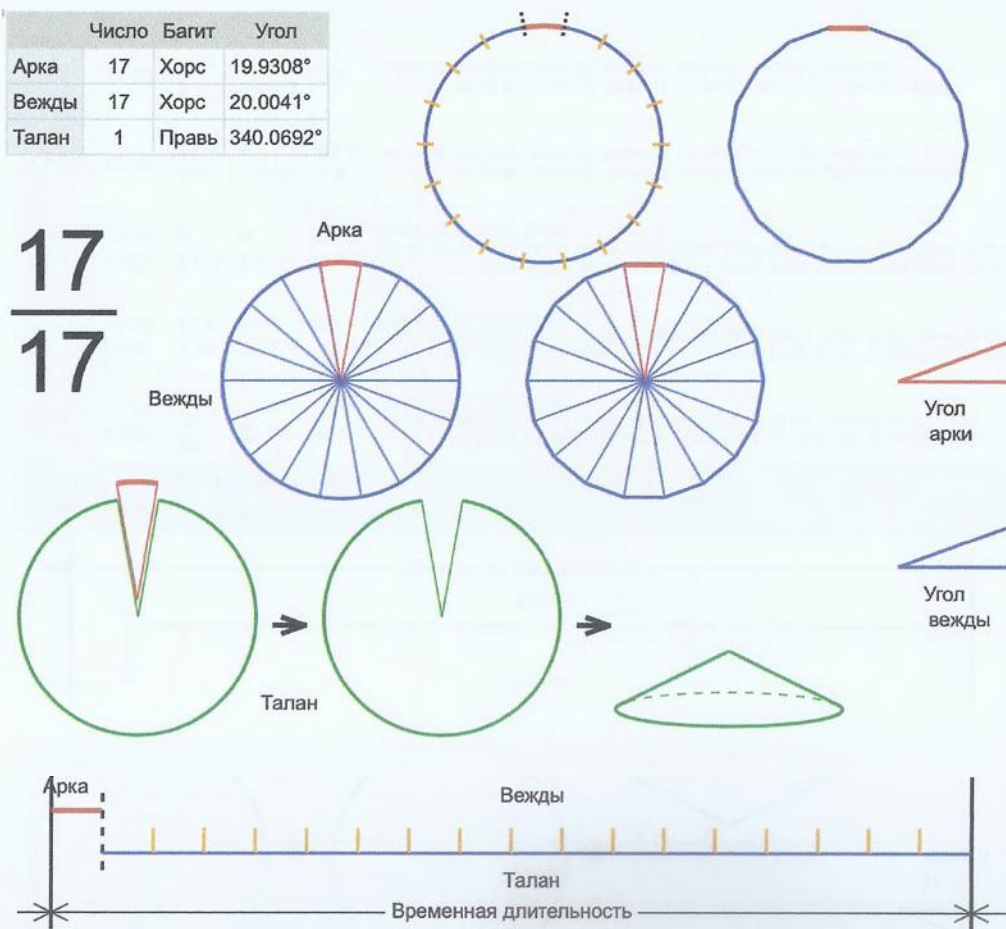 Число Багит Угол
Арка 17 Хорс 19.9308°
Вежды 17 Хорс 20.0041°
Талан 1 Правь 340.0692°
17
17
Арка
Вежды
Угол
арки
Угол
вежды
Талан
Арка
Вежды
Талан
Временная длительность